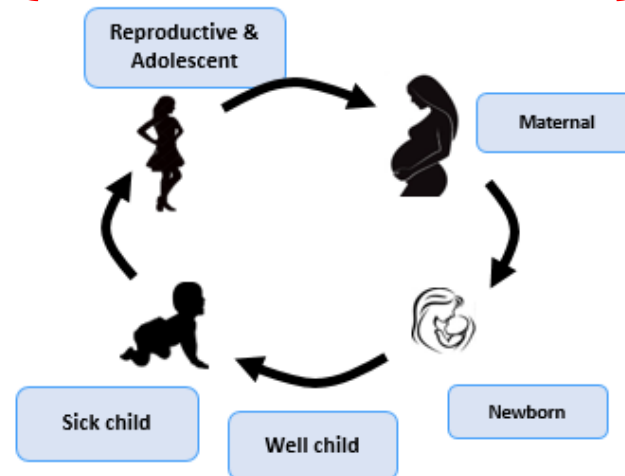 Reproductive &
Adolescent
Maternal
Newborn
Well child
Sick child